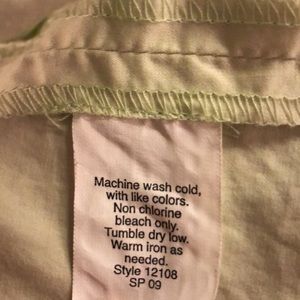 Machine wash cold,
with like colors.
Non chlorine
bleach only.
Tumble dry low.
Warm iron as
needed.
Style 12108
SP 09